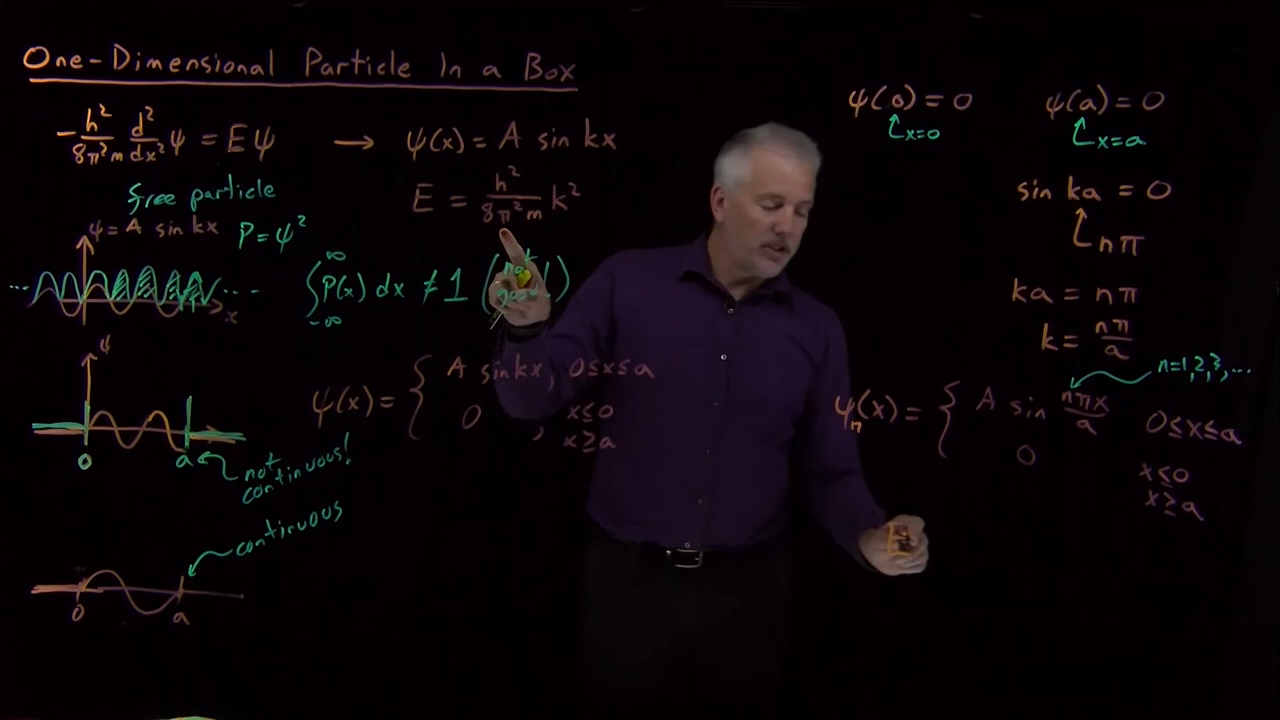 One-Dimensional Particle In a Box
-h²/8π²m d²/dx² ψ = Eψ → ψ(x) = A sin kx
free particle
E = h²/8π²m k²
ψ = A sin kx
P = ψ²
∫_{-∞}^{∞} P(x) dx ≠ 1 (not
x
ψ
0 a
not
continuous!
ψ(x) = { A sin kx, 0≤x≤a
0 , x≤0
x≥a
continuous
0 a
ψ(0) = 0
x=0
ψ(a) = 0
x=a
sin ka = 0
nπ
ka = nπ
k = nπ/a
n=1,2,3,...
ψₙ(x) = { A sin nπx/a 0≤x≤a
0 x≤0
x≥a